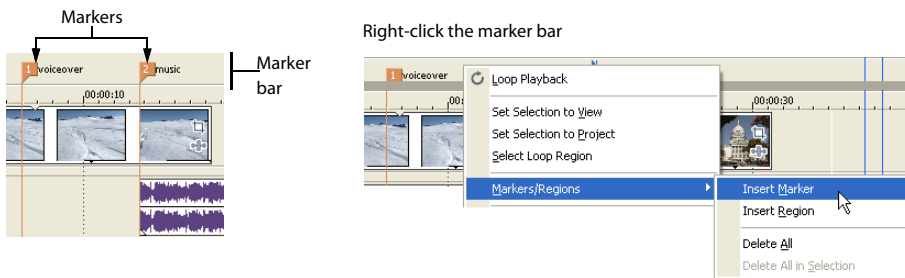 Markers
1 voiceover
2 music
Marker
bar
00:00:10
Right-click the marker bar
1 voiceover
00:
00:00:30
Loop Playback
Set Selection to View
Set Selection to Project
Select Loop Region
Markers/Regions
Insert Marker
Insert Region
Delete All
Delete All in Selection